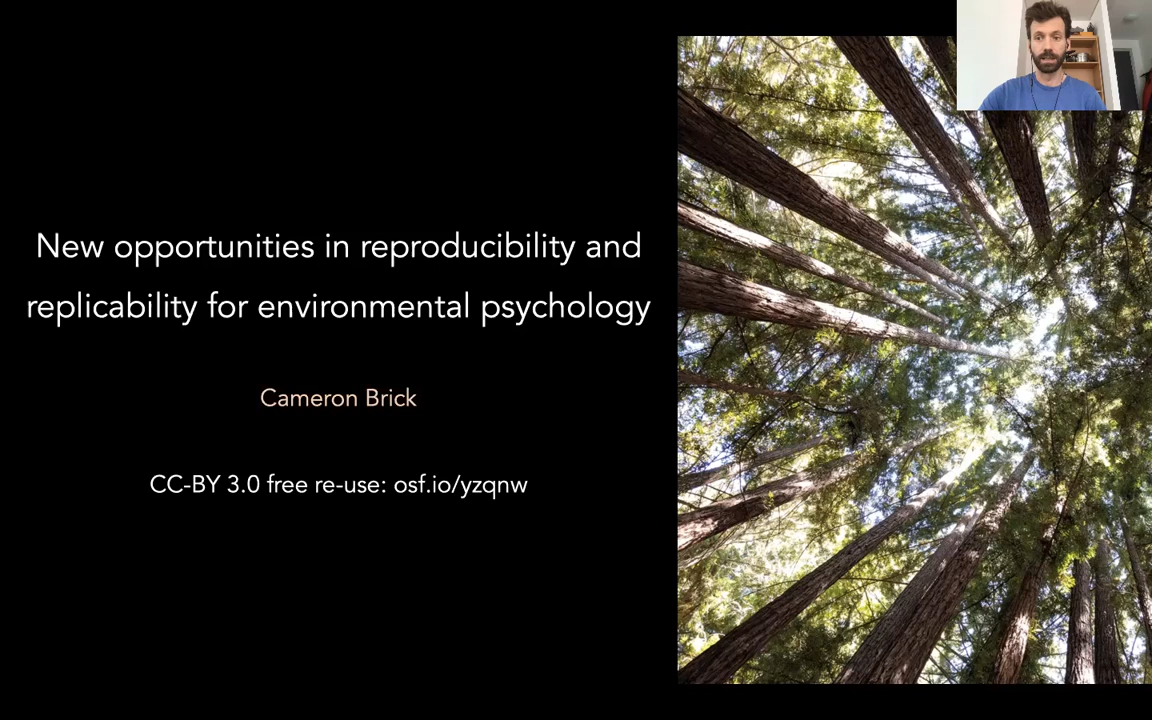 New opportunities in reproducibility and
replicability for environmental psychology
Cameron Brick
CC-BY 3.0 free re-use: osf.io/yzqnw